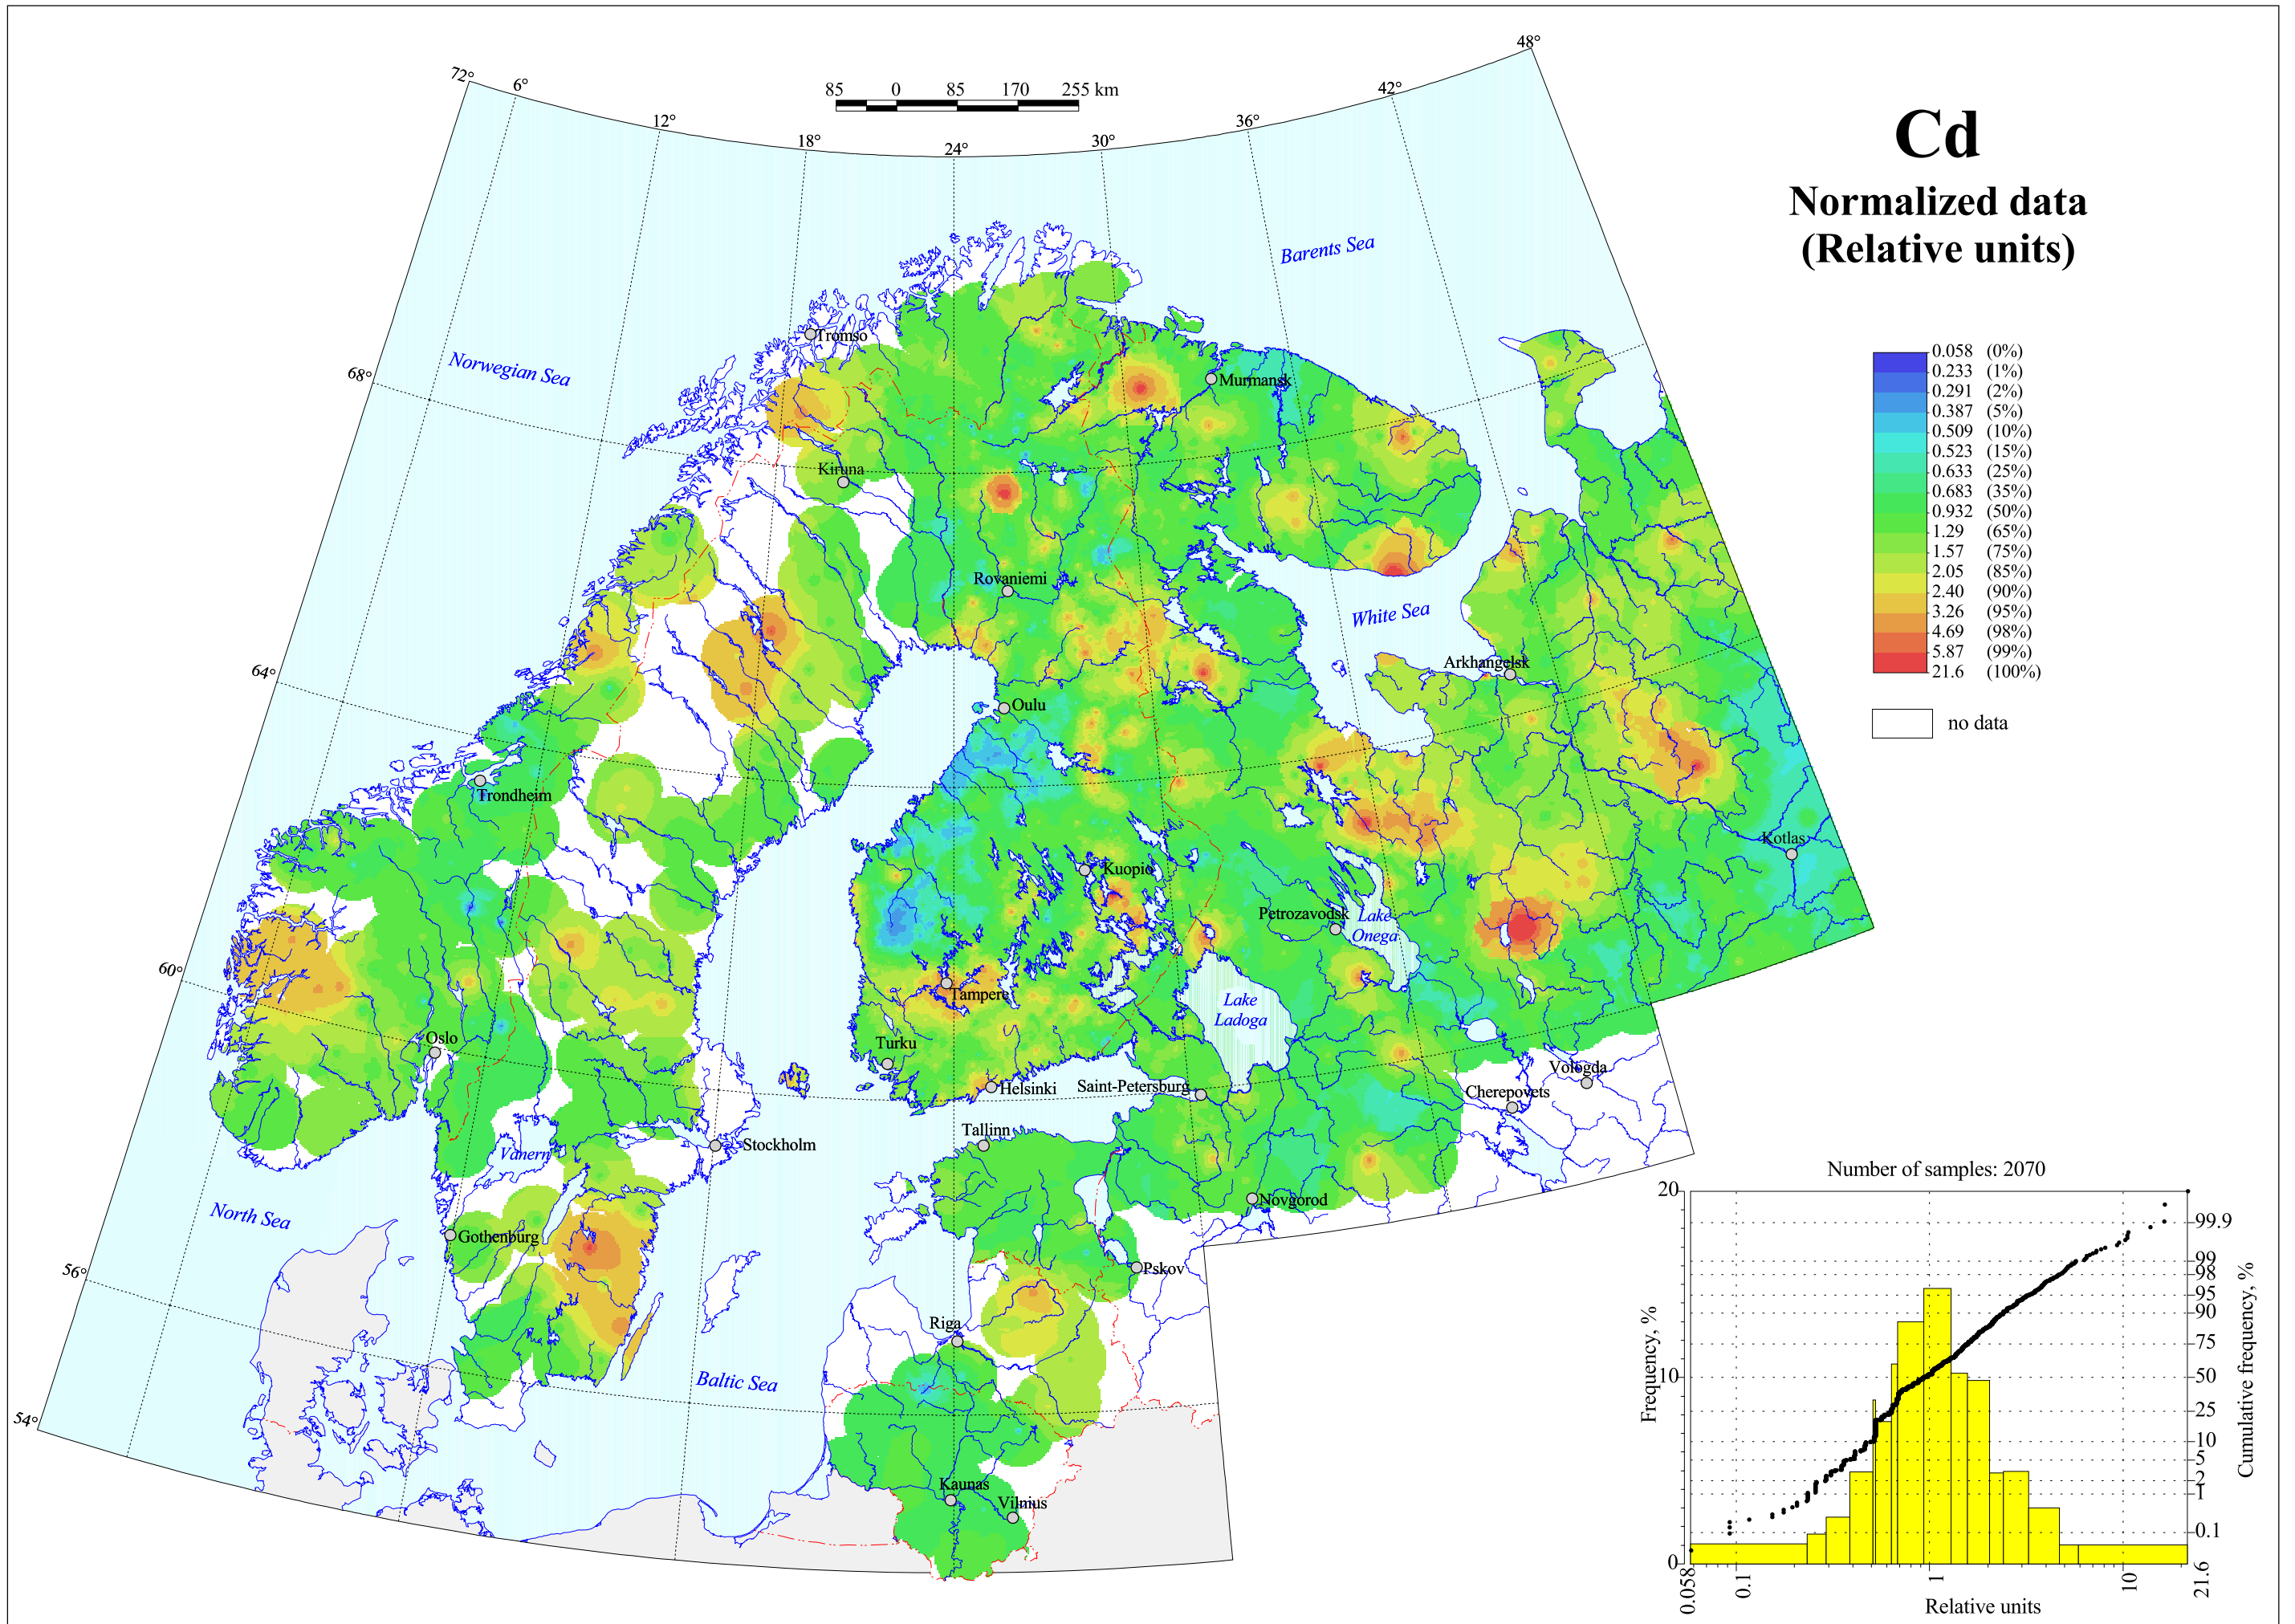 48°
72°
6°
42°
85 0 85 170 255 km
12°
36°
18°
30°
24°
Cd
Normalized data
(Relative units)
Barents Sea
Tromso
Norwegian Sea
68°
Murmansk
0.058 (0%)
0.233 (1%)
0.291 (2%)
0.387 (5%)
0.509 (10%)
0.523 (15%)
0.633 (25%)
0.683 (35%)
0.932 (50%)
1.29 (65%)
1.57 (75%)
2.05 (85%)
2.40 (90%)
3.26 (95%)
4.69 (98%)
5.87 (99%)
21.6 (100%)
no data
Kiruna
Rovaniemi
White Sea
Arkhangelsk
64°
Oulu
Trondheim
Kotlas
Kuopio
Petrozavodsk
Lake
Onega
60°
Tampere
Lake
Ladoga
Oslo
Turku
Helsinki
Saint-Petersburg
Vologda
Cherepovets
Tallinn
Stockholm
Vanern
Novgorod
North Sea
Gothenburg
Pskov
56°
Riga
Baltic Sea
54°
Kaunas
Vilnius
Number of samples: 2070
20
10
0
Frequency, %
99.9
99
98
95
90
75
50
25
10
5
2
1
0.1
Cumulative frequency, %
0.058 0.1 1 10 21.6
Relative units